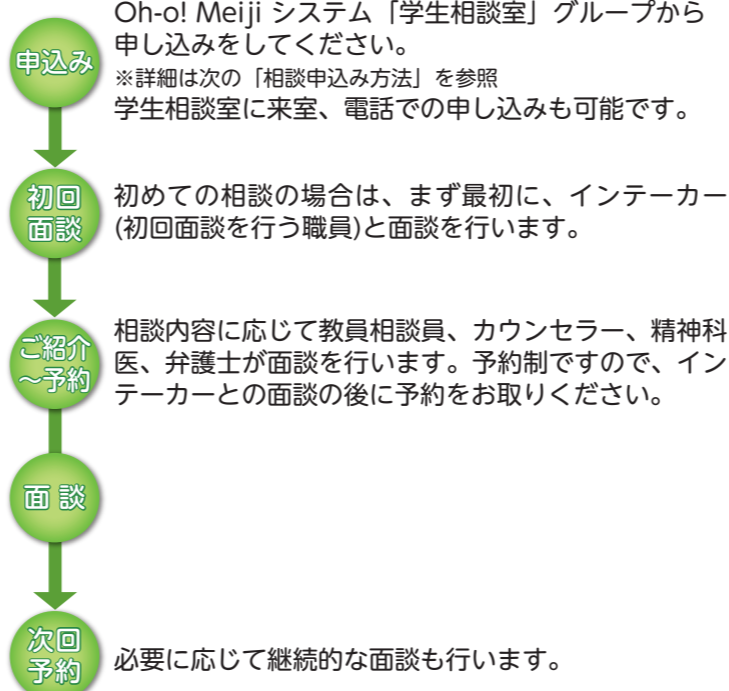 Oh-o! Meiji システム「学生相談室」グループから
申込み
申し込みをしてください。
※詳細は次の「相談申込み方法」を参照
学生相談室に来室、電話での申し込みも可能です。
初回
面談
初めての相談の場合は、まず最初に、インテーカー
(初回面談を行う職員)と面談を行います。
ご紹介
～予約
相談内容に応じて教員相談員、カウンセラー、精神科
医、弁護士が面談を行います。予約制ですので、イン
テーカーとの面談の後に予約をお取りください。
面 談
次回
予約
必要に応じて継続的な面談も行います。